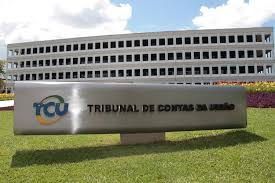 TCU
TRIBUNAL DE CONTAS DA UNIÃO